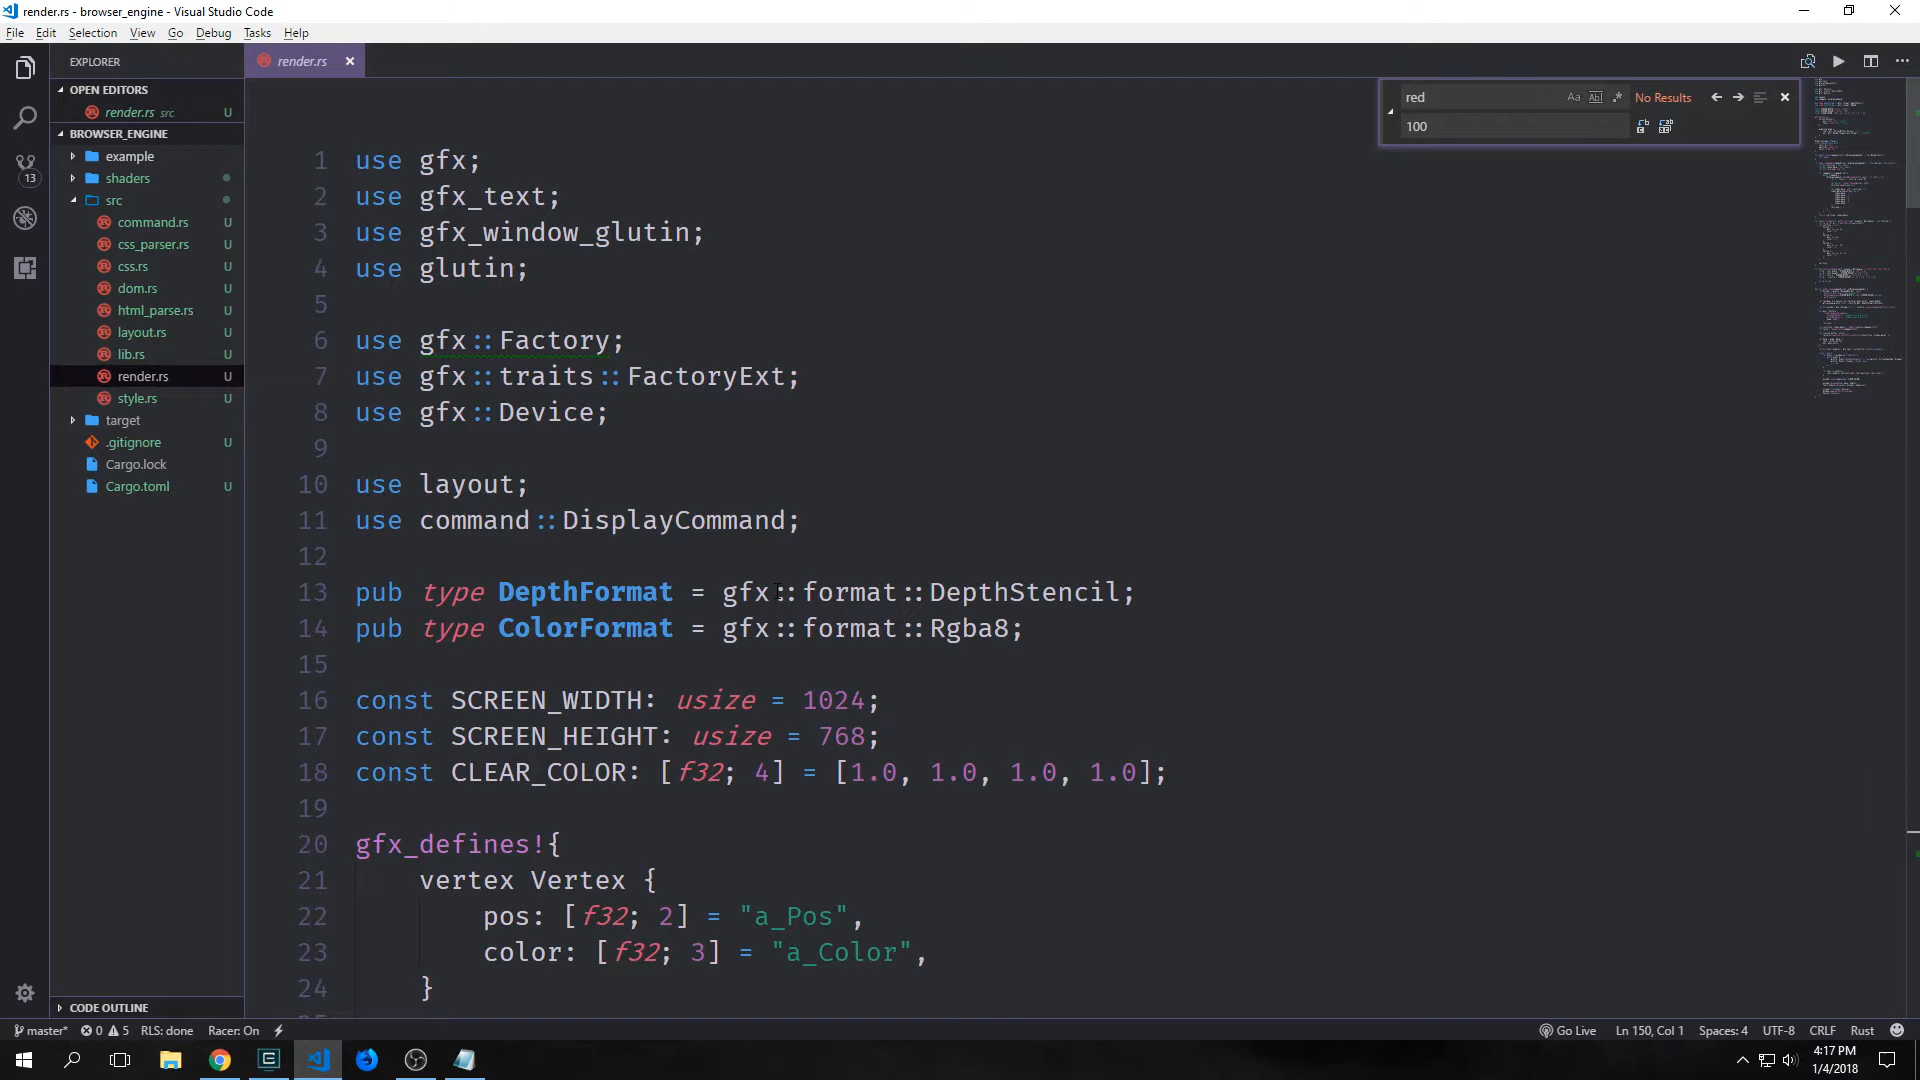 render.rs - browser_engine - Visual Studio Code
File Edit Selection View Go Debug Tasks Help
EXPLORER
render.rs
OPEN EDITORS
render.rs src U
BROWSER_ENGINE
example
shaders
src
command.rs U
css_parser.rs U
css.rs U
dom.rs U
html_parse.rs U
layout.rs U
lib.rs U
render.rs U
style.rs U
target
.gitignore U
Cargo.lock
Cargo.toml U
CODE OUTLINE
13
red Aa Abl .* No Results
100
1 use gfx;
2 use gfx_text;
3 use gfx_window_glutin;
4 use glutin;
5
6 use gfx::Factory;
7 use gfx::traits::FactoryExt;
8 use gfx::Device;
9
10 use layout;
11 use command::DisplayCommand;
12
13 pub type DepthFormat = gfx::format::DepthStencil;
14 pub type ColorFormat = gfx::format::Rgba8;
15
16 const SCREEN_WIDTH: usize = 1024;
17 const SCREEN_HEIGHT: usize = 768;
18 const CLEAR_COLOR: [f32; 4] = [1.0, 1.0, 1.0, 1.0];
19
20 gfx_defines!{
21 vertex Vertex {
22 pos: [f32; 2] = "a_Pos",
23 color: [f32; 3] = "a_Color",
24 }
master* 0 5 RLS: done Racer: On Go Live Ln 150, Col 1 Spaces: 4 UTF-8 CRLF Rust
4:17 PM
1/4/2018